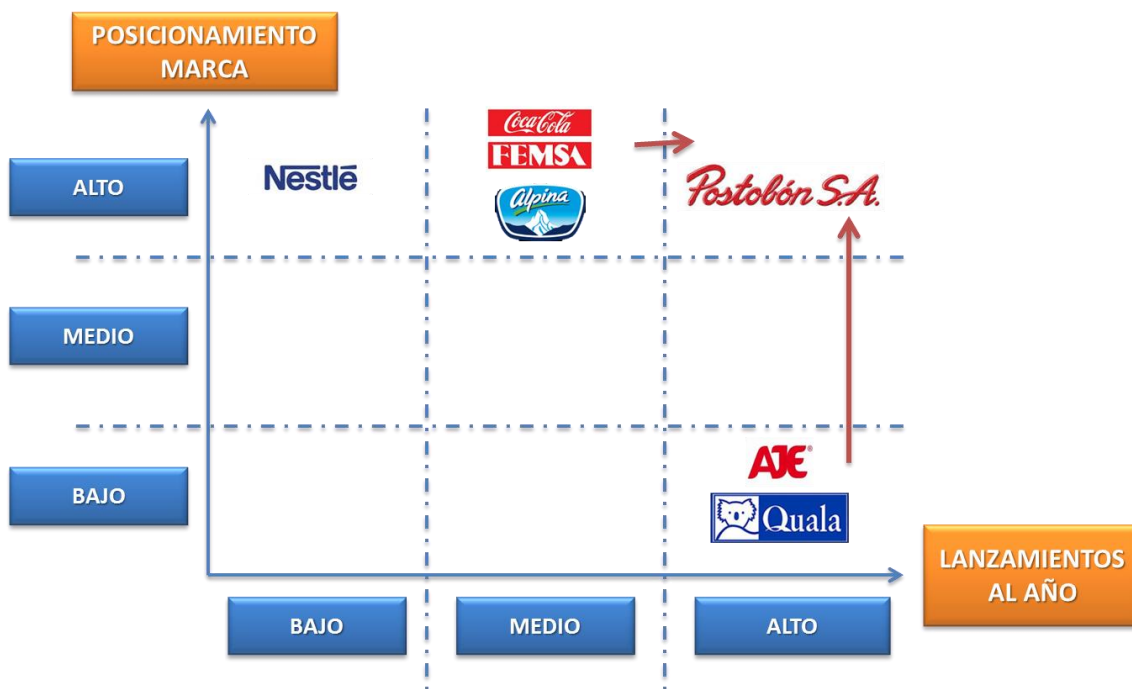 POSICIONAMIENTO
MARCA
Coca-Cola
FEMSA
ALTO
Nestlé
Alpina
Postobón S.A.
MEDIO
AJE®
BAJO
Quala
LANZAMIENTOS
AL AÑO
BAJO
MEDIO
ALTO